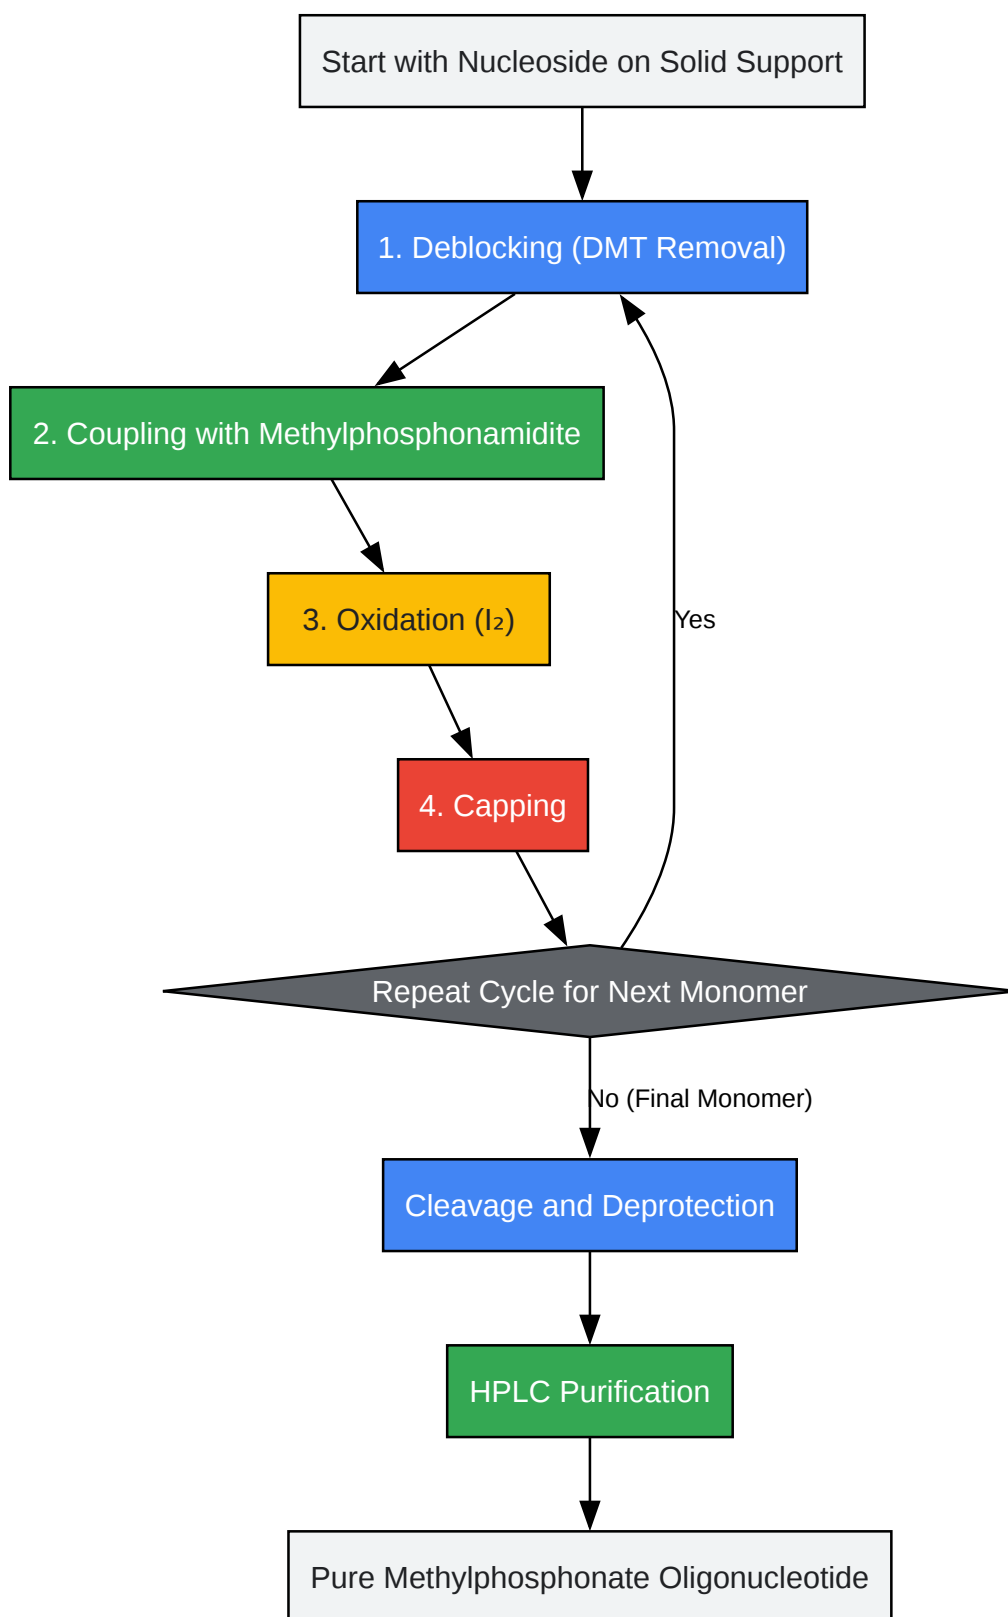 Start with Nucleoside on Solid Support
1. Deblocking (DMT Removal)
2. Coupling with Methylphosphonamidite
3. Oxidation (I₂)
Yes
4. Capping
Repeat Cycle for Next Monomer
No (Final Monomer)
Cleavage and Deprotection
HPLC Purification
Pure Methylphosphonate Oligonucleotide